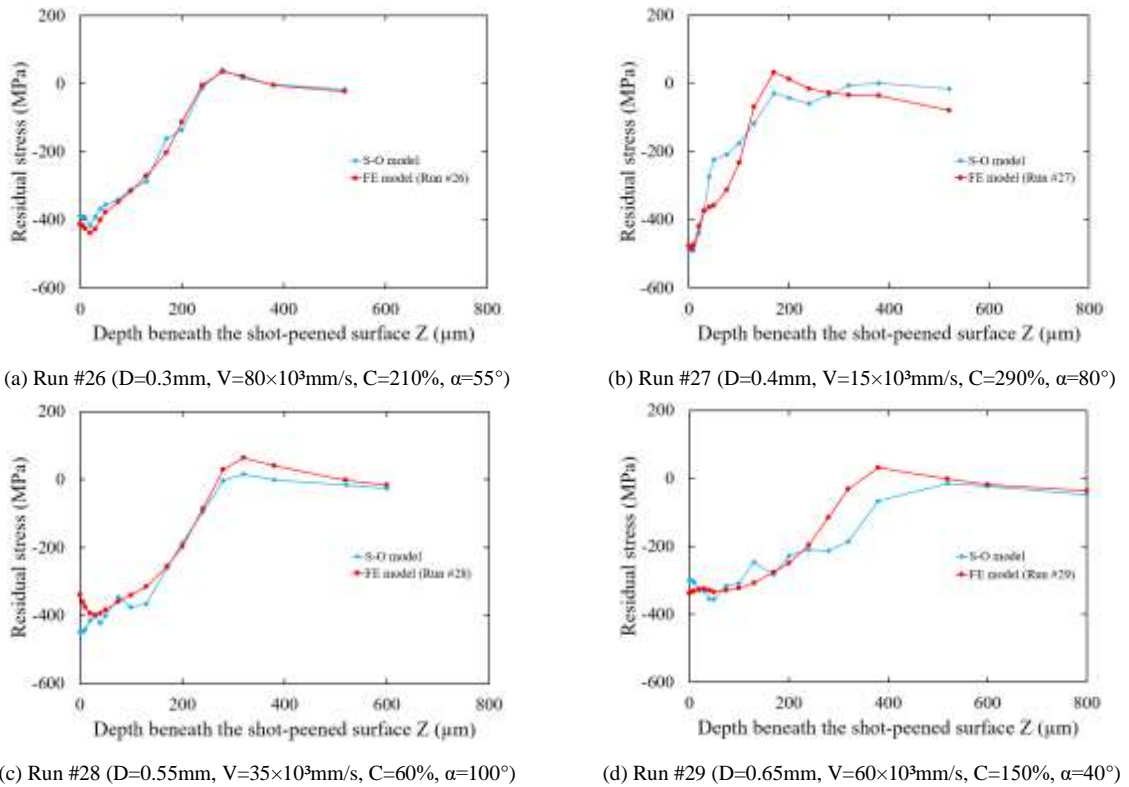 200
0
-200
-400
-600
Residual stress (MPa)
S-O model
FE model (Run #26)
0 200 400 600 800
Depth beneath the shot-peened surface Z (µm)
(a) Run #26 (D=0.3mm, V=80×10³mm/s, C=210%, α=55°)
200
0
-200
-400
-600
Residual stress (MPa)
S-O model
FE model (Run #27)
0 200 400 600 800
Depth beneath the shot-peened surface Z (µm)
(b) Run #27 (D=0.4mm, V=15×10³mm/s, C=290%, α=80°)
200
0
-200
-400
-600
Residual stress (MPa)
S-O model
FE model (Run #28)
0 200 400 600 800
Depth beneath the shot-peened surface Z (µm)
(c) Run #28 (D=0.55mm, V=35×10³mm/s, C=60%, α=100°)
200
0
-200
-400
-600
Residual stress (MPa)
S-O model
FE model (Run #29)
0 200 400 600 800
Depth beneath the shot-peened surface Z (µm)
(d) Run #29 (D=0.65mm, V=60×10³mm/s, C=150%, α=40°)